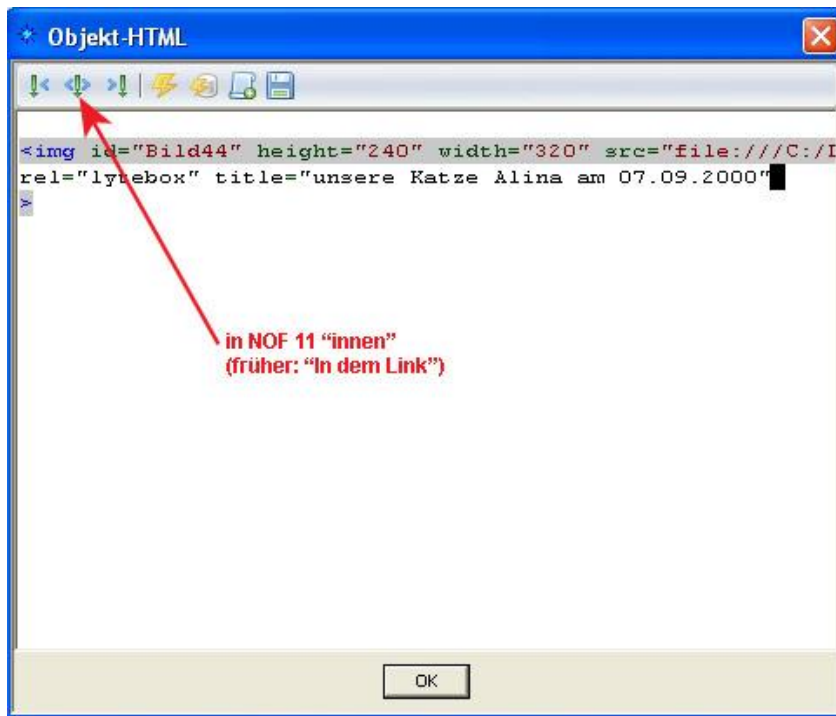 Objekt-HTML
<img id="Bild44" height="240" width="320" src="file:///C:/
rel="lytebox" title="unsere Katze Alina am 07.09.2000"
>
in NOF 11 “innen”
(früher: “In dem Link”)
OK